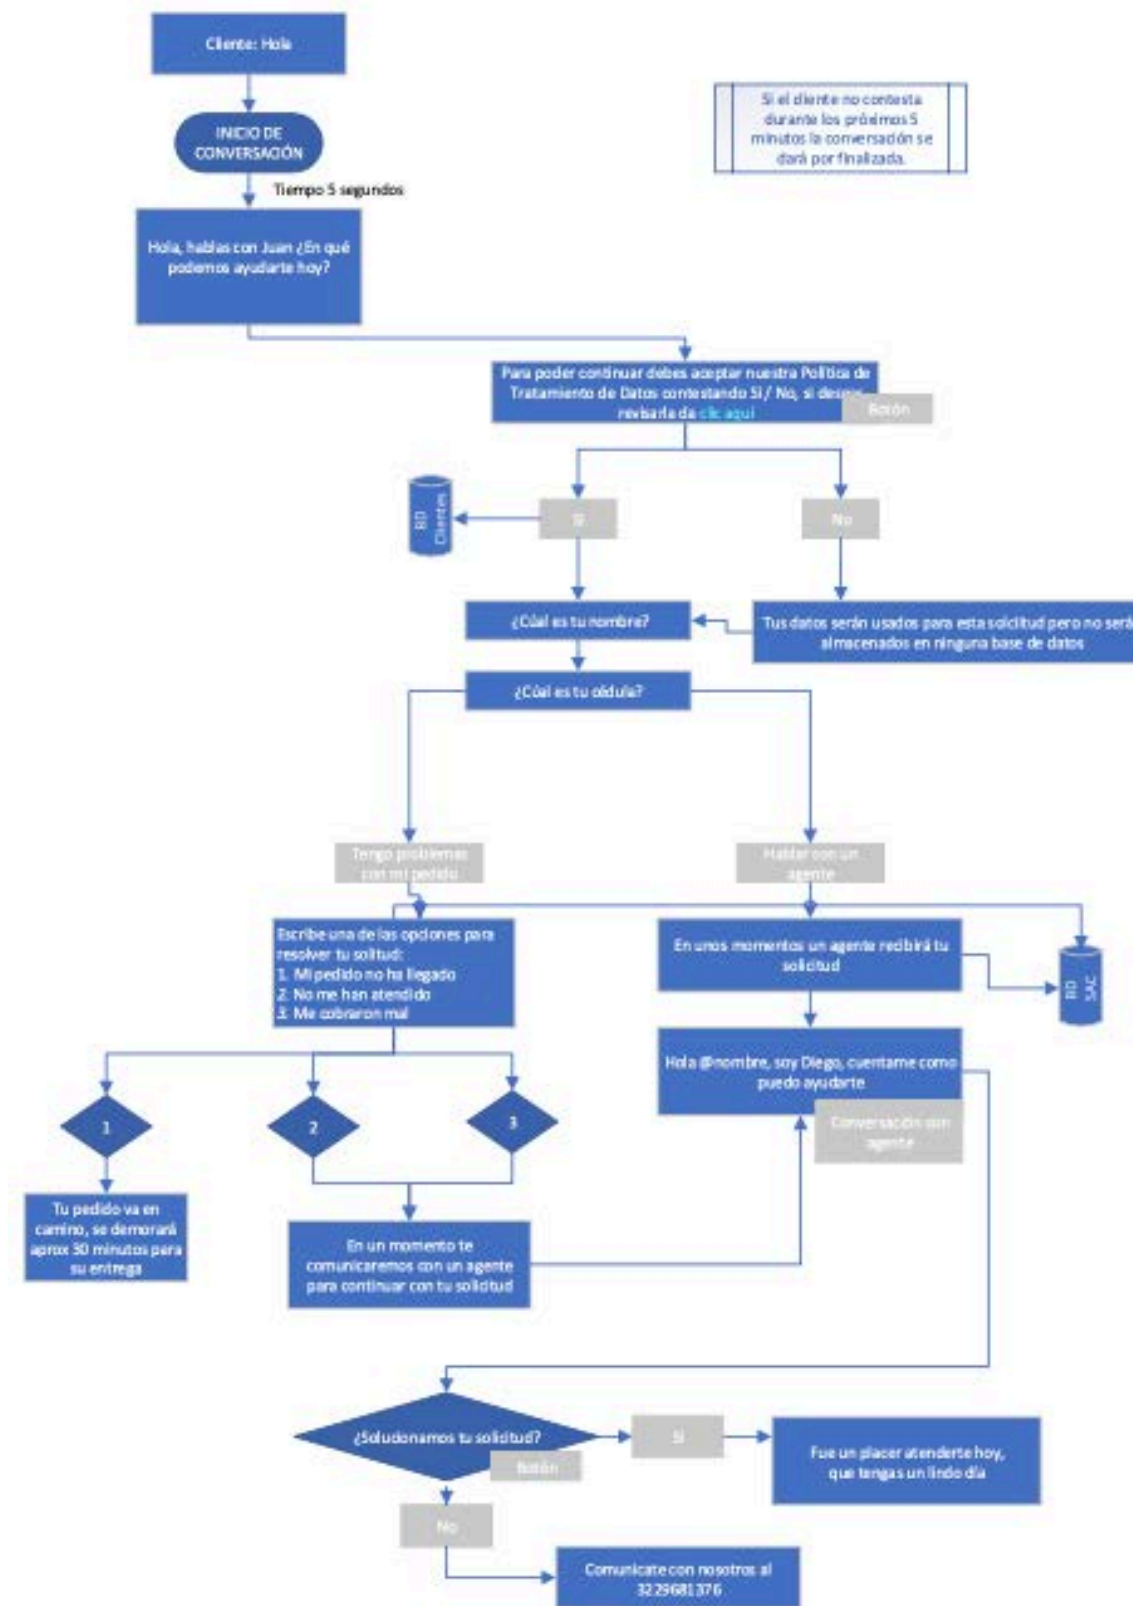 Cliente: Hola
INICIO DE
CONVERSACIÓN
Si el cliente no contesta
durante los próximos 5
minutos la conversación se
dará por finalizada.
Tiempo 5 segundos
Hola, hablas con Juan ¿En qué
podemos ayudarte hoy?
Para poder continuar debes aceptar nuestra Política de
Tratamiento de Datos contestando Si/ No, si deseas
revisarla da clic aquí
Botón
BD
Clientes
Si
No
¿Cúal es tu nombre?
Tus datos serán usados para esta solcitud pero no será
almacenados en ninguna base de datos
¿Cúal es tu cédula?
Tengo problemas
con mi pedido
Hablar con un
agente
Escribe una de las opciones para
resolver tu solitud:
1. Mi pedido no ha llegado
2. No me han atendido
3. Me cobraron mal
En unos momentos un agente recibirá tu
solicitud
BD
SAC
Hola @nombre, soy Diego, cuentame como
puedo ayudarte
Conversación con
agente
1
2
3
Tu pedido va en
camino, se demorará
aprox 30 minutos para
su entrega
En un momento te
comunicaremos con un agente
para continuar con tu solicitud
¿Solucionamos tu solicitud?
Botón
Si
Fue un placer atenderte hoy,
que tengas un lindo día
No
Comunicate con nosotros al
3229681376